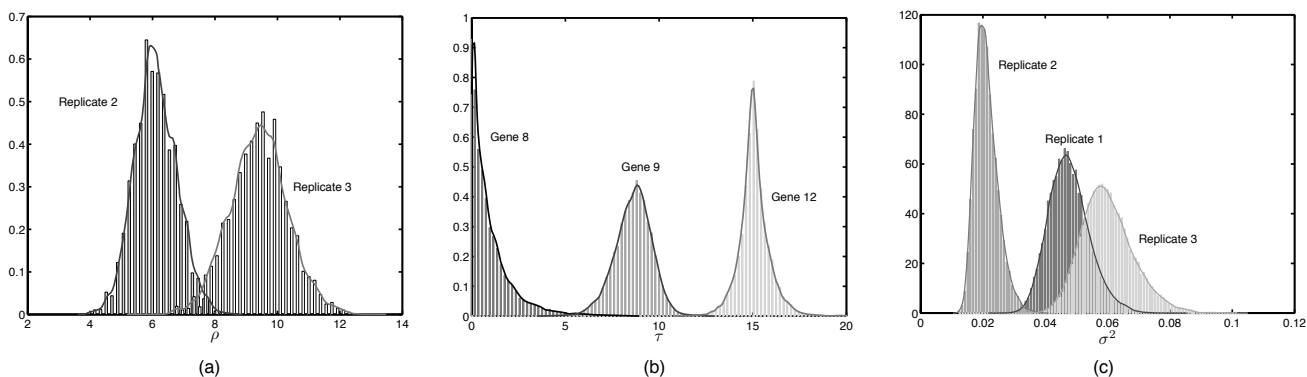 0.7
0.6
0.5
0.4
0.3
0.2
0.1
0
2 4 6 8 10 12 14
Replicate 2
Replicate 3
ρ
(a)
1
0.9
0.8
0.7
0.6
0.5
0.4
0.3
0.2
0.1
0
0 5 10 15 20
Gene 8
Gene 9
Gene 12
τ
(b)
120
100
80
60
40
20
0
0 0.02 0.04 0.06 0.08 0.1 0.12
Replicate 2
Replicate 1
Replicate 3
σ²
(c)